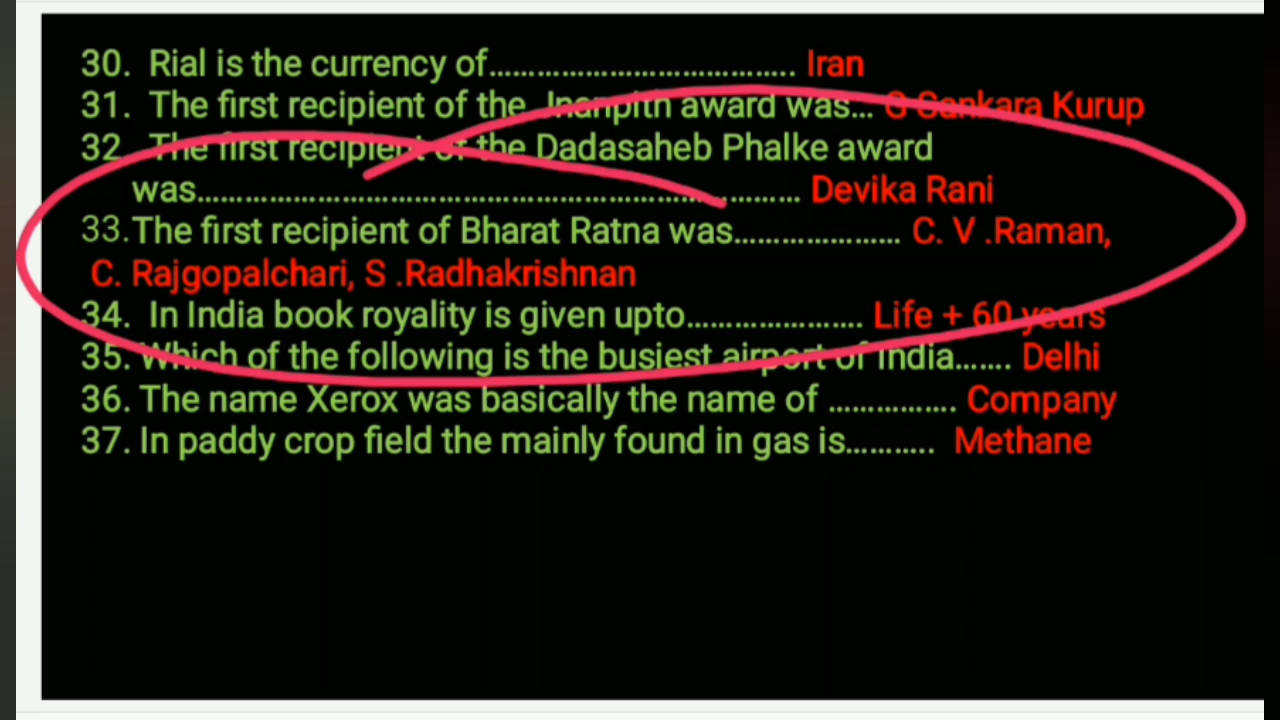 30. Rial is the currency of....................................... Iran
31. The first recipient of the Jnanpith award was... G Sankara Kurup
32. The first recipient of the Dadasaheb Phalke award
was............................................................................ Devika Rani
33.The first recipient of Bharat Ratna was..................... C. V .Raman,
C. Rajgopalchari, S .Radhakrishnan
34. In India book royality is given upto...................... Life + 60 years
35. Which of the following is the busiest airport of India....... Delhi
36. The name Xerox was basically the name of ................ Company
37. In paddy crop field the mainly found in gas is........... Methane